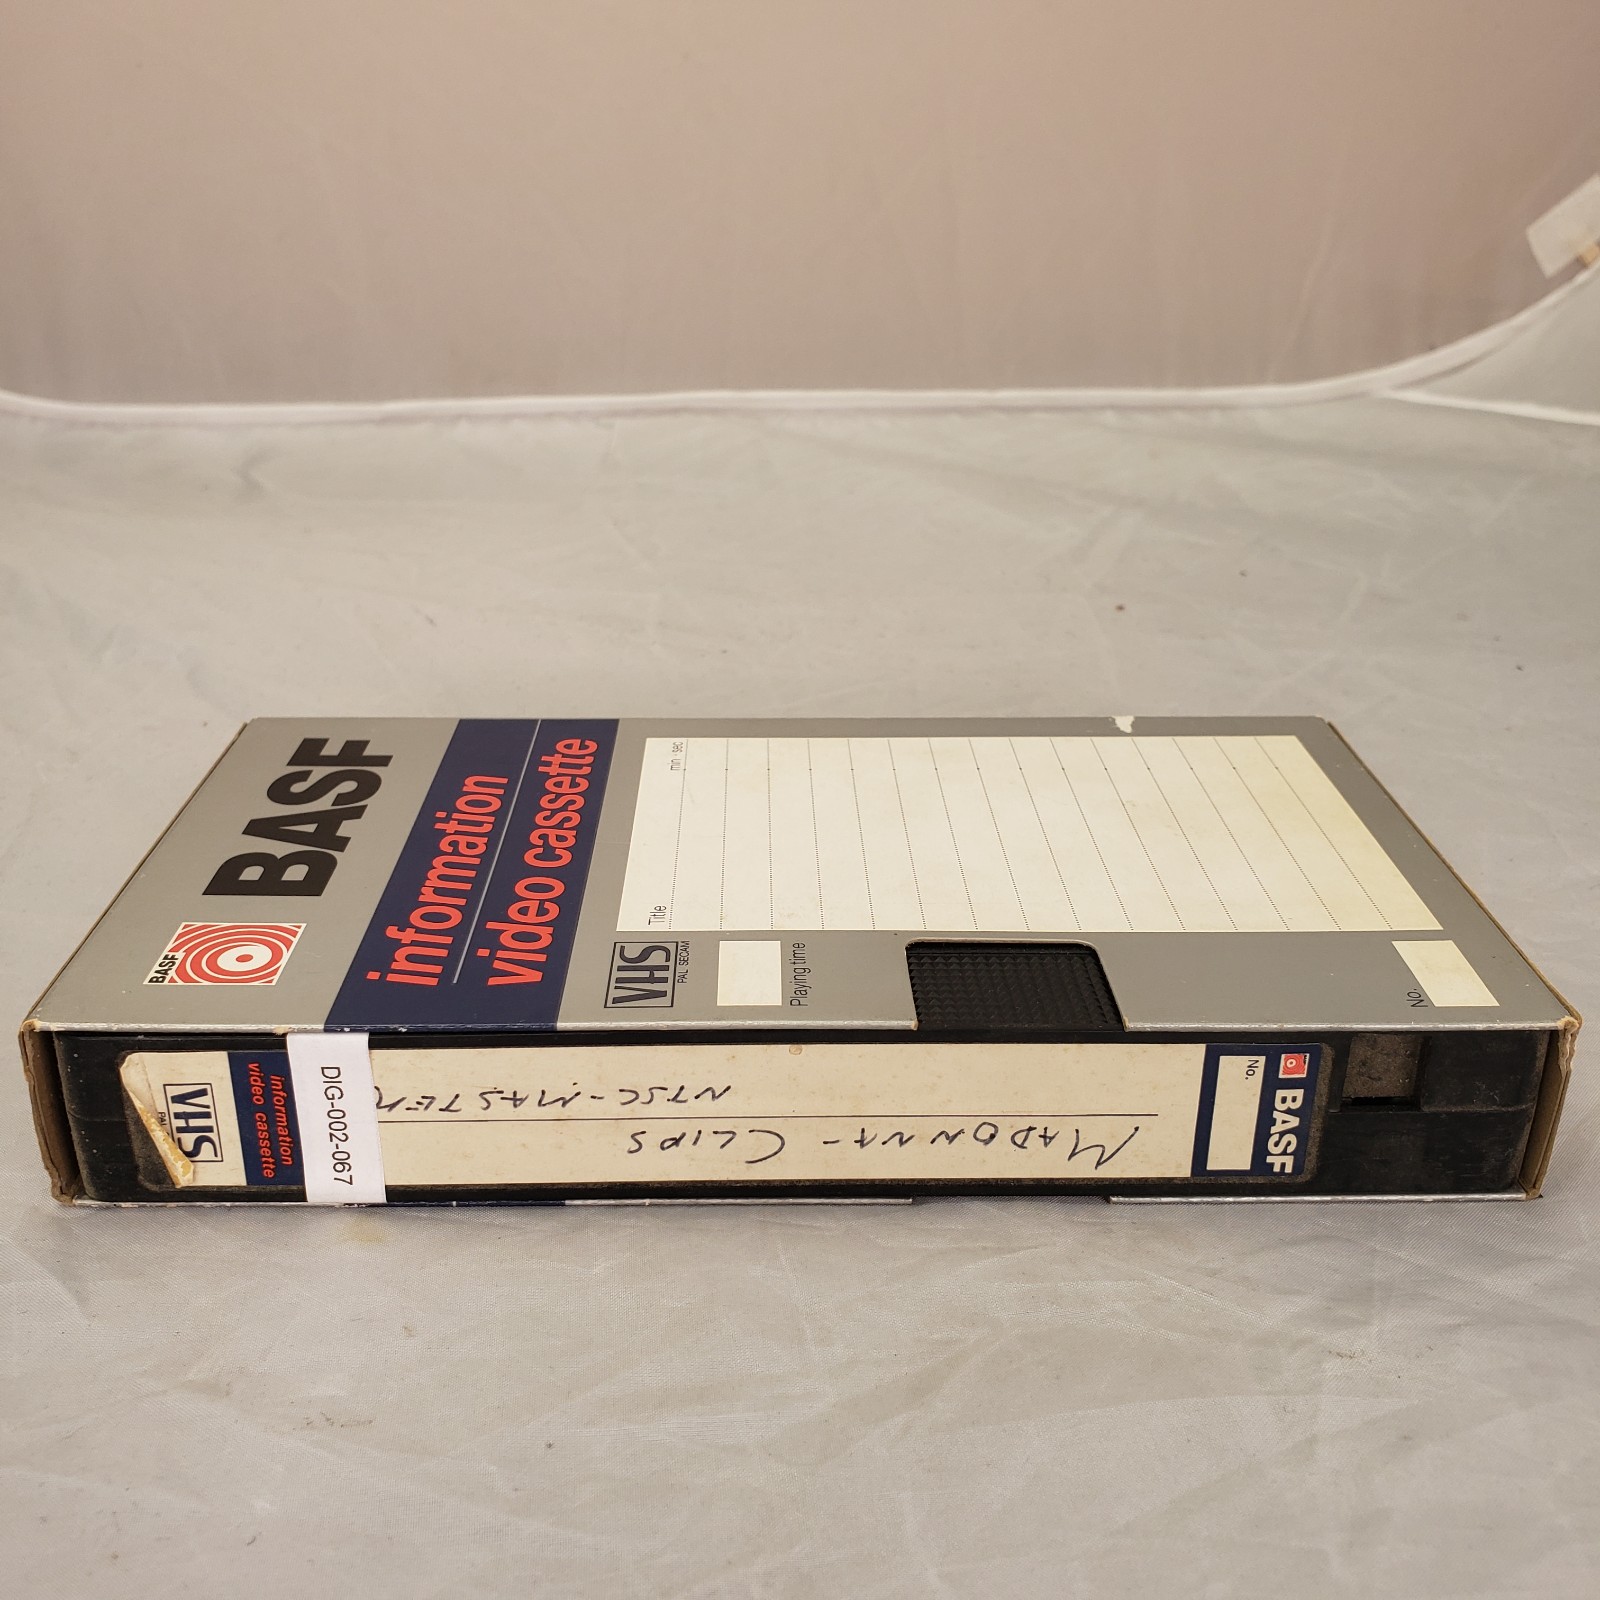 BASF
BASF
information
video cassette
VHS
PAL SECAM
Title
min · sec
Playing time
No.
MADONNA - CLIPS
NTSC - MASTER
BASF
No.
DIG-002-067
information
video cassette
VHS
PAL